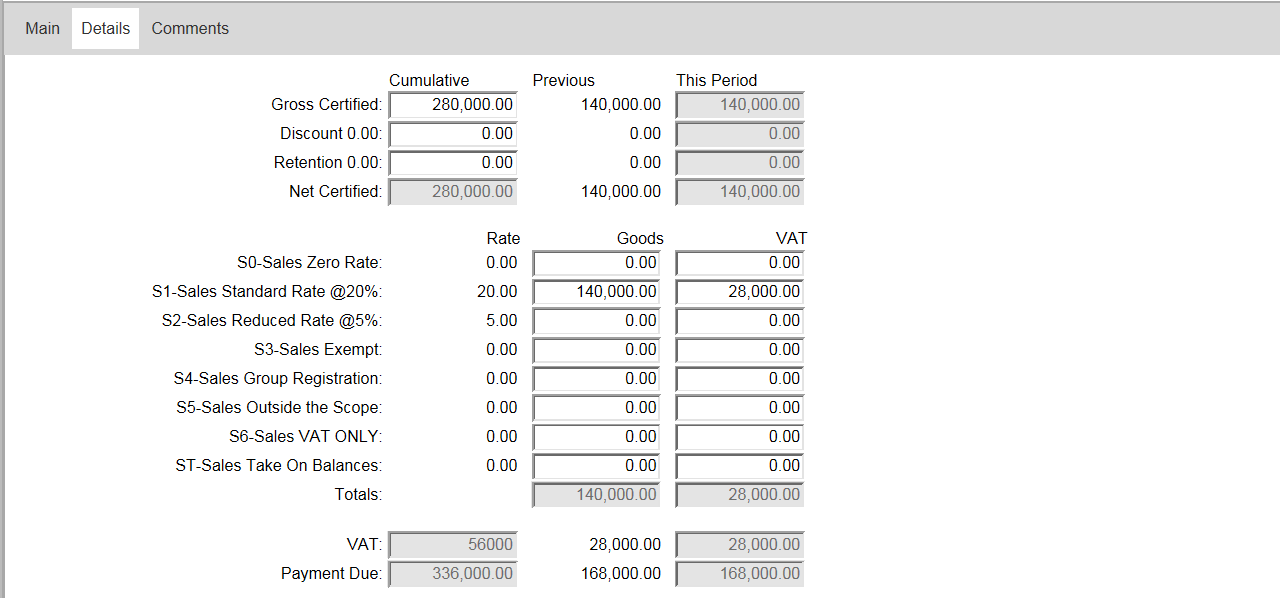 Main Details Comments
Cumulative Previous This Period
Gross Certified: 280,000.00 140,000.00 140,000.00
Discount 0.00: 0.00 0.00 0.00
Retention 0.00: 0.00 0.00 0.00
Net Certified: 280,000.00 140,000.00 140,000.00
Rate Goods VAT
S0-Sales Zero Rate: 0.00 0.00 0.00
S1-Sales Standard Rate @20%: 20.00 140,000.00 28,000.00
S2-Sales Reduced Rate @5%: 5.00 0.00 0.00
S3-Sales Exempt: 0.00 0.00 0.00
S4-Sales Group Registration: 0.00 0.00 0.00
S5-Sales Outside the Scope: 0.00 0.00 0.00
S6-Sales VAT ONLY: 0.00 0.00 0.00
ST-Sales Take On Balances: 0.00 0.00 0.00
Totals: 140,000.00 28,000.00
VAT: 56000 28,000.00 28,000.00
Payment Due: 336,000.00 168,000.00 168,000.00